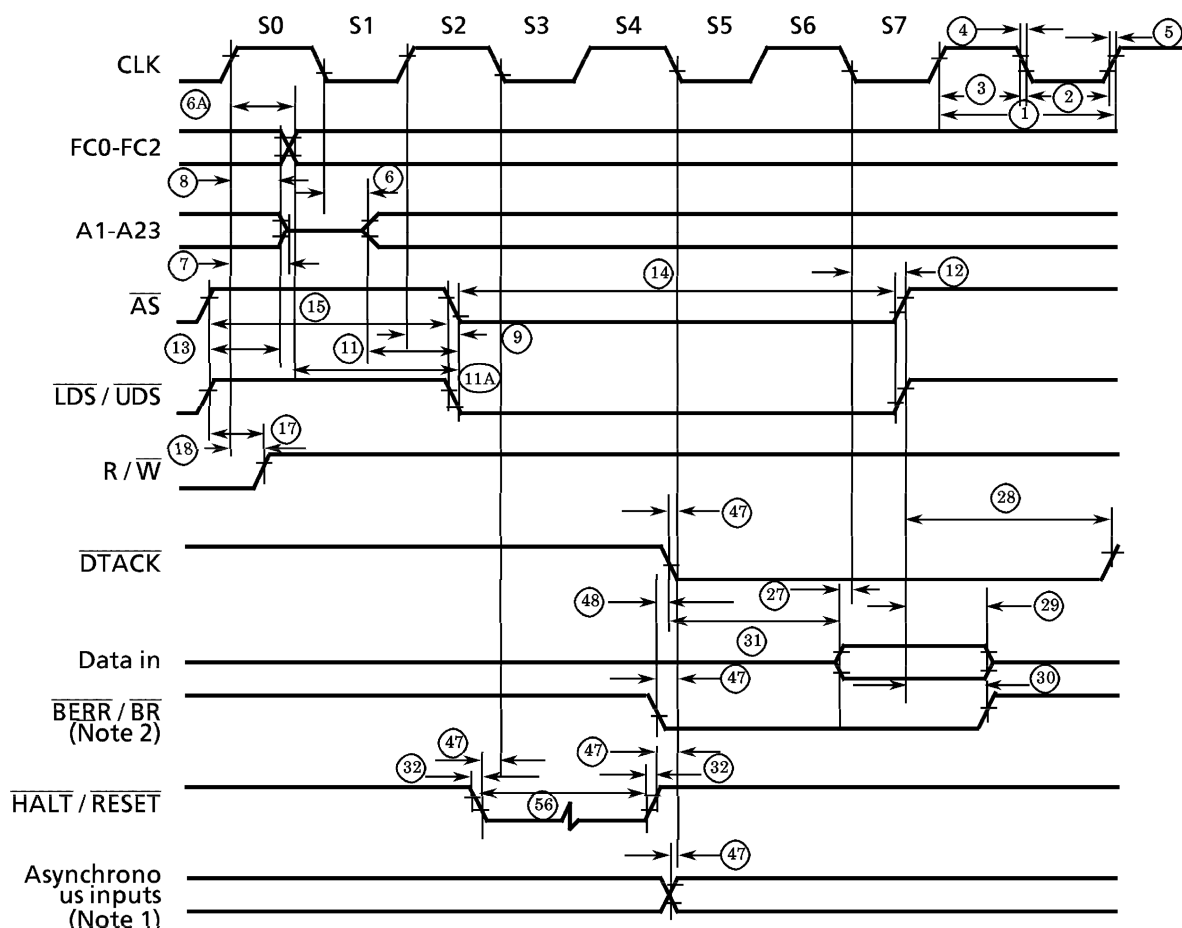 S0 S1 S2 S3 S4 S5 S6 S7
4 5
CLK
3 2
6A 1
FC0-FC2
8 6
A1-A23
7 14 12
AS
15
13 11 9
11A
LDS / UDS
17
18
R / W
28
47
DTACK
48 27 29
31
Data in
47 30
BERR / BR
(Note 2)
47 47
32 32
HALT / RESET
56
47
Asynchrono
us inputs
(Note 1)